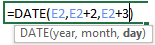 =DATE(E2,E2+2,E2+3)
DATE(year, month, day)